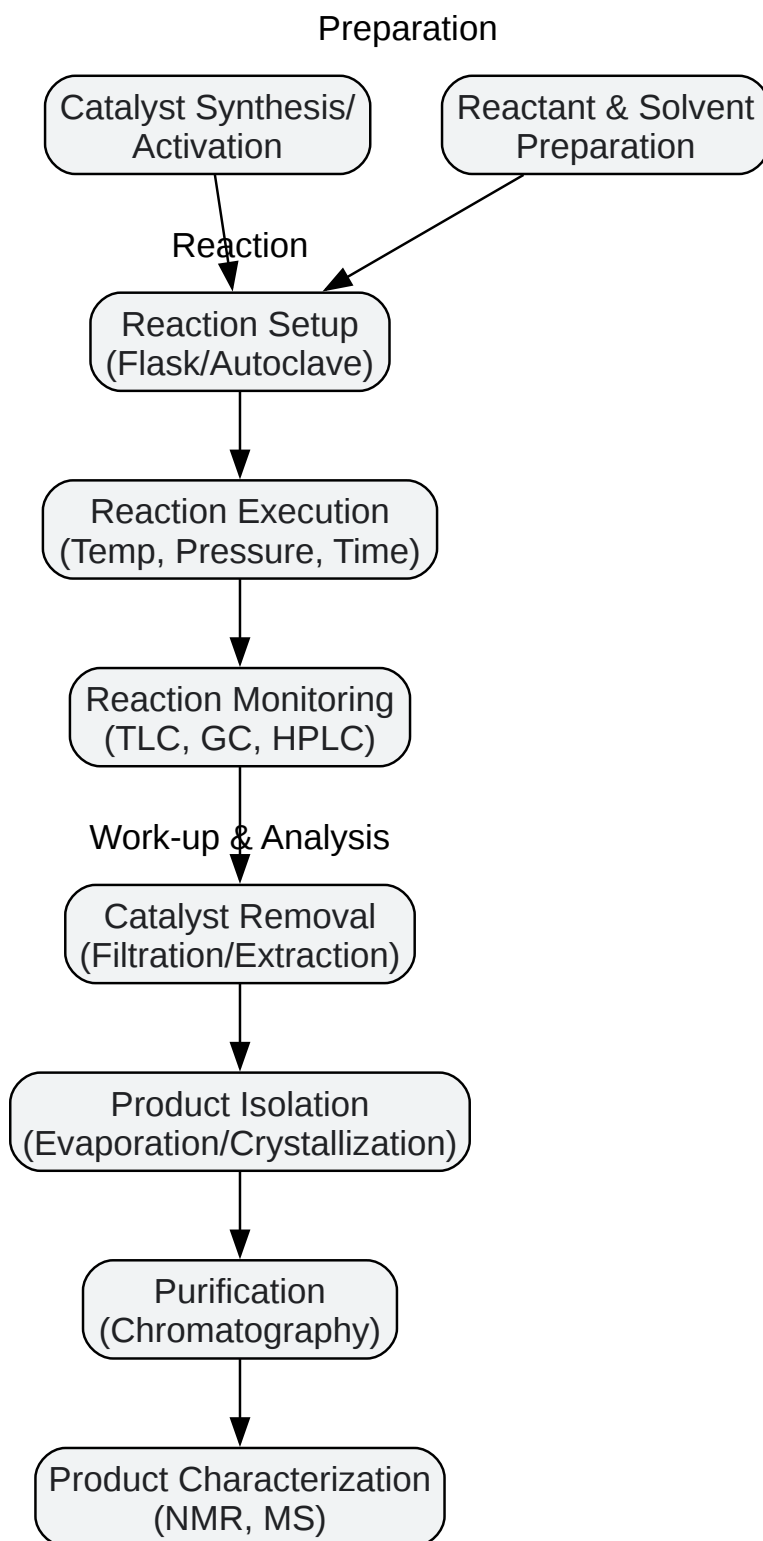 Preparation
Catalyst Synthesis/
Activation
Reactant & Solvent
Preparation
Reaction
Reaction Setup
(Flask/Autoclave)
Reaction Execution
(Temp, Pressure, Time)
Reaction Monitoring
(TLC, GC, HPLC)
Work-up & Analysis
Catalyst Removal
(Filtration/Extraction)
Product Isolation
(Evaporation/Crystallization)
Purification
(Chromatography)
Product Characterization
(NMR, MS)